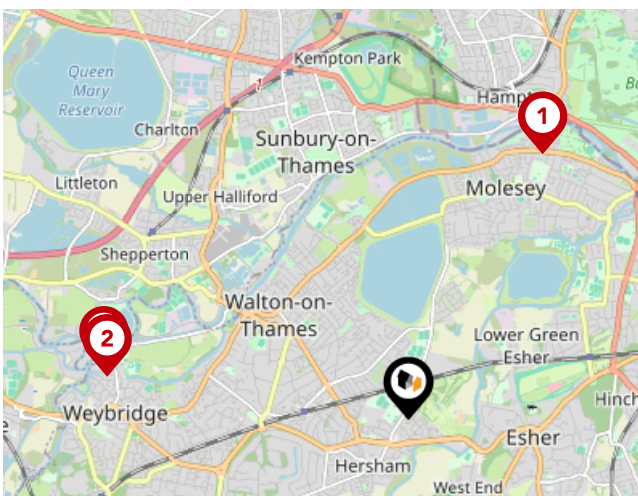 Queen
Mary
Reservoir
Kempton Park
Hampt
1
Charlton
Sunbury-on-
Thames
Littleton
Upper Halliford
Molesey
1
Shepperton
Walton-on-
Thames
2
Lower Green
Esher
Weybridge
Hinch
Esher
Hersham
West End